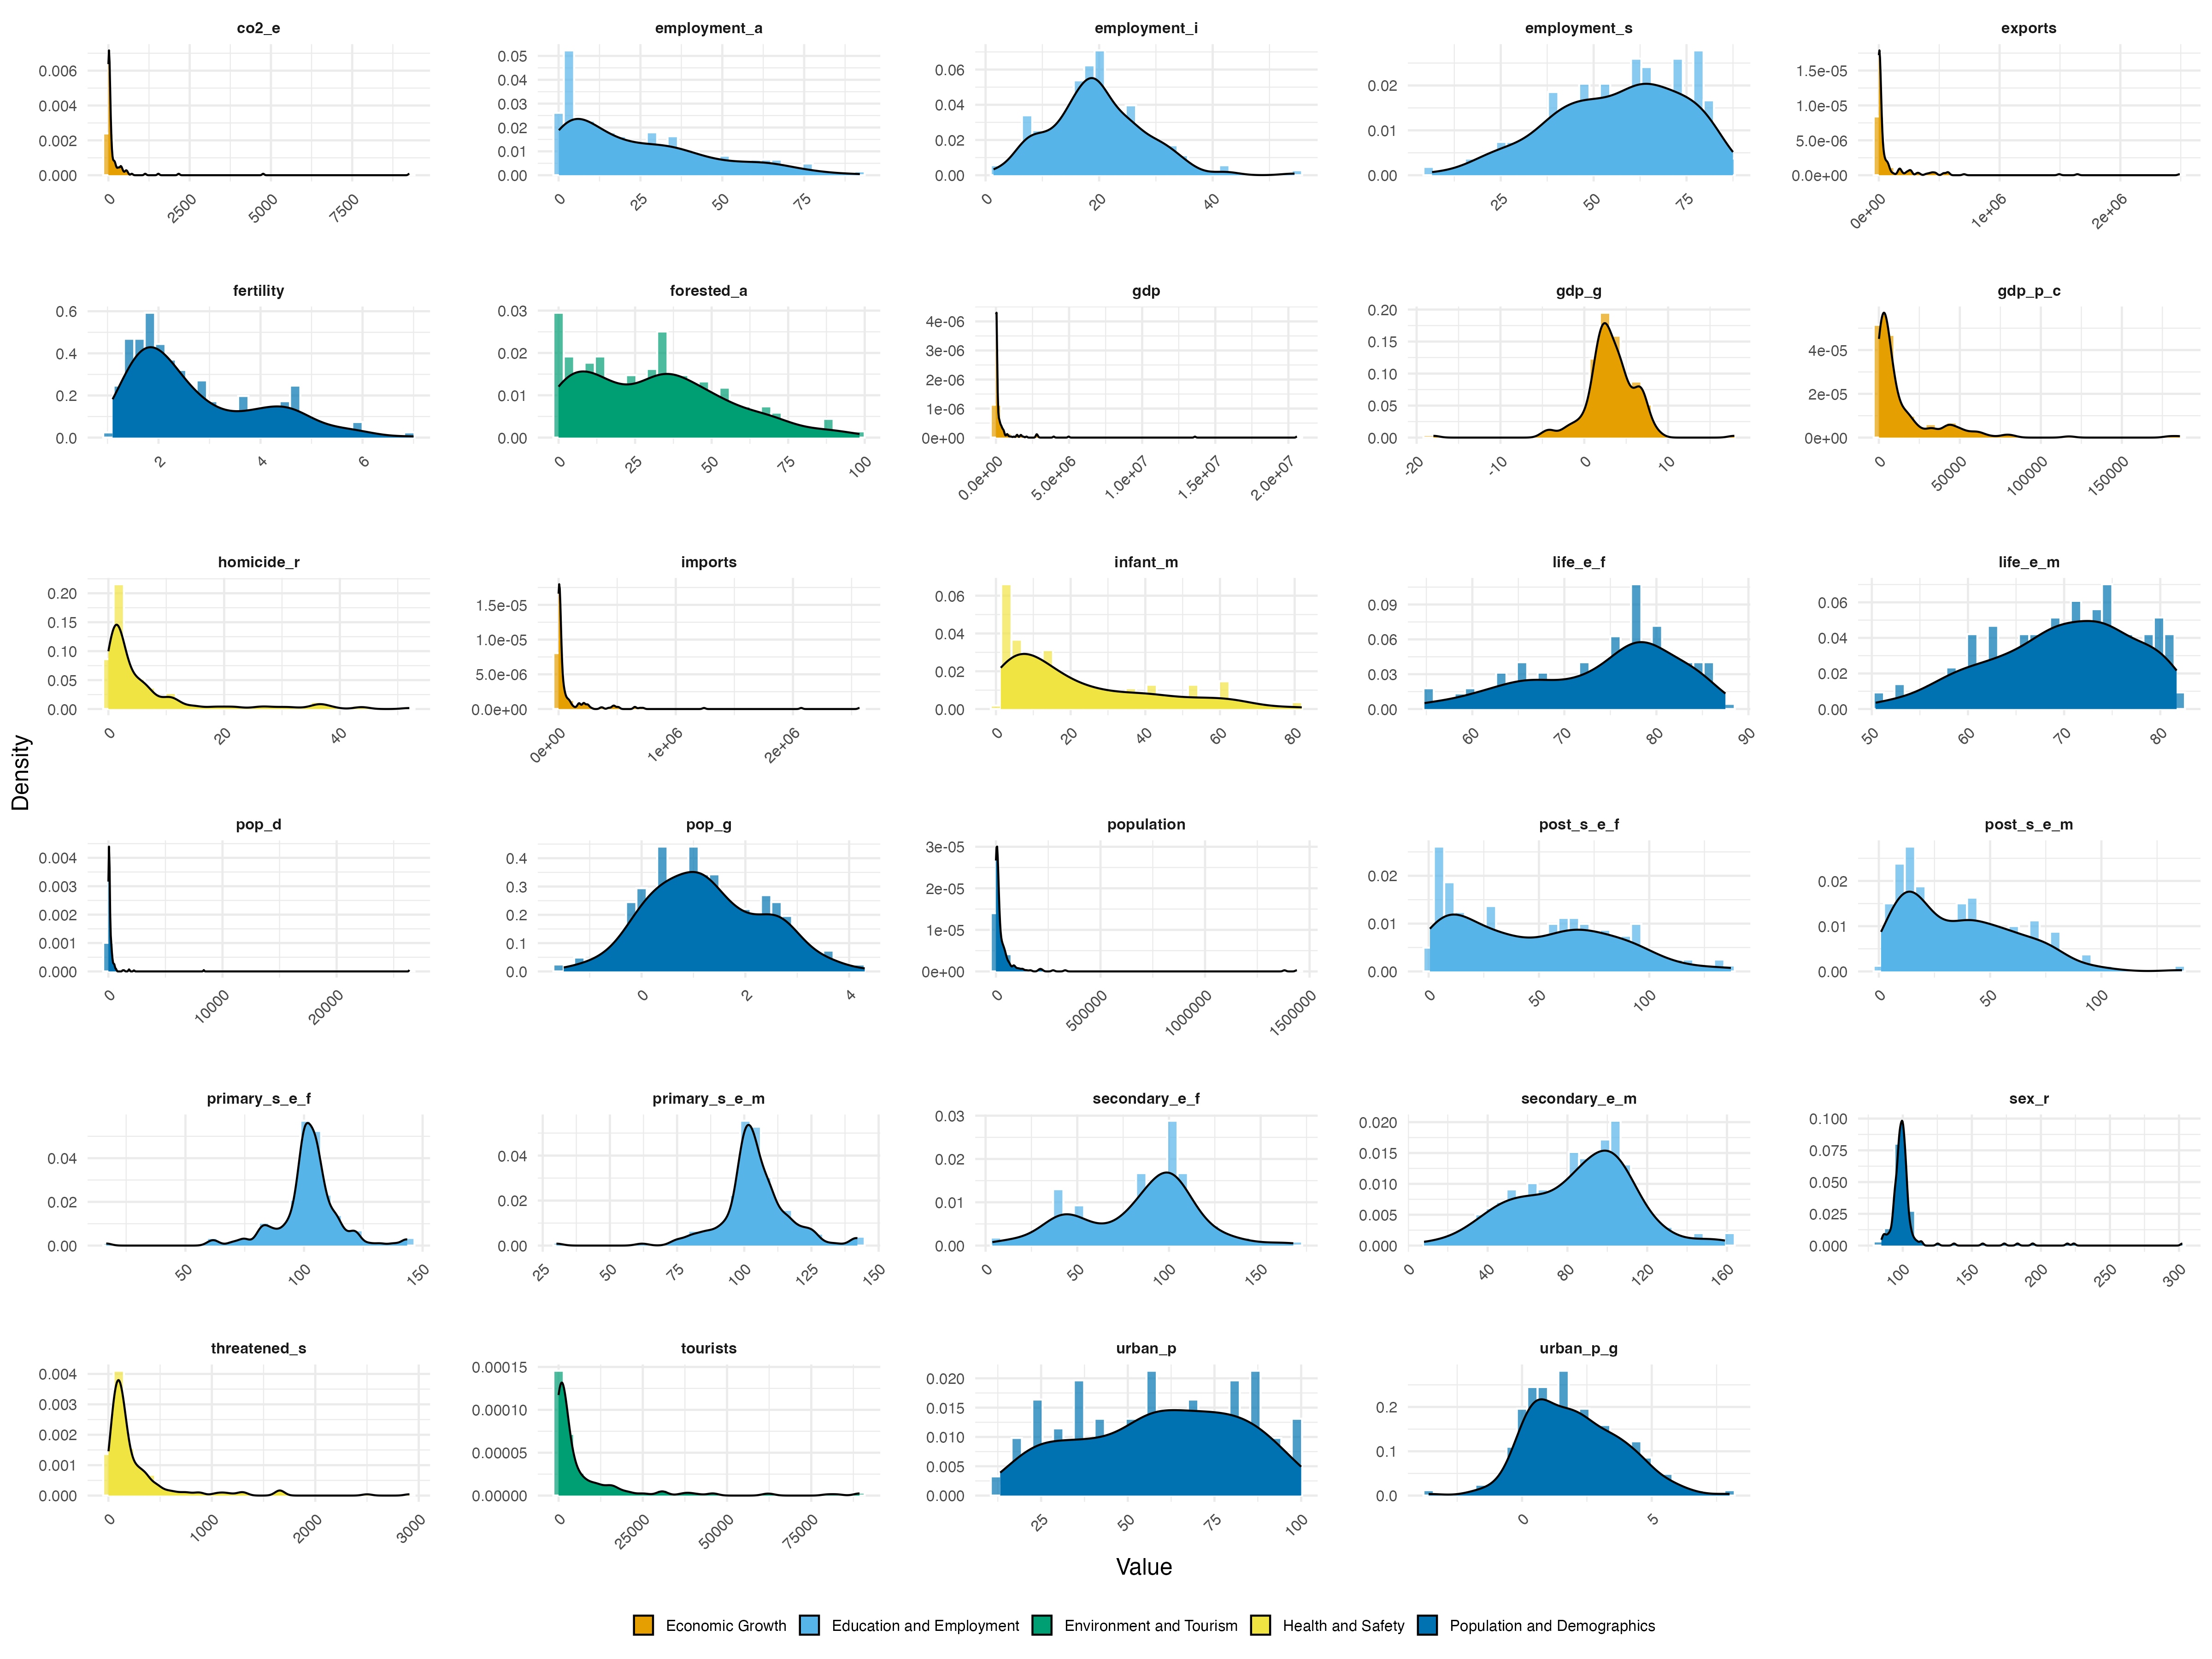 co2_e employment_a employment_i employment_s exports
0.006
0.004
0.002
0.000
0 2500 5000 7500
0.05
0.04
0.03
0.02
0.01
0.00
0 25 50 75
0.06
0.04
0.02
0.00
0 20 40
0.02
0.01
0.00
25 50 75
1.5e-05
1.0e-05
5.0e-06
0.0e+00
0e+00 1e+06 2e+06
fertility forested_a gdp gdp_g gdp_p_c
0.6
0.4
0.2
0.0
2 4 6
0.03
0.02
0.01
0.00
0 25 50 75 100
4e-06
3e-06
2e-06
1e-06
0e+00
0.0e+00 5.0e+06 1.0e+07 1.5e+07 2.0e+07
0.20
0.15
0.10
0.05
0.00
-20 -10 0 10
4e-05
2e-05
0e+00
0 50000 100000 150000
homicide_r imports infant_m life_e_f life_e_m
0.20
0.15
0.10
0.05
0.00
0 20 40
1.5e-05
1.0e-05
5.0e-06
0.0e+00
0e+00 1e+06 2e+06
0.06
0.04
0.02
0.00
0 20 40 60 80
0.09
0.06
0.03
0.00
60 70 80 90
0.06
0.04
0.02
0.00
50 60 70 80
Density
pop_d pop_g population post_s_e_f post_s_e_m
0.004
0.003
0.002
0.001
0.000
0 10000 20000
0.4
0.3
0.2
0.1
0.0
0 2 4
3e-05
2e-05
1e-05
0e+00
0 500000 1000000 1500000
0.02
0.01
0.00
0 50 100
0.02
0.01
0.00
0 50 100
primary_s_e_f primary_s_e_m secondary_e_f secondary_e_m sex_r
0.04
0.02
0.00
50 100 150
0.04
0.02
0.00
25 50 75 100 125 150
0.03
0.02
0.01
0.00
0 50 100 150
0.020
0.015
0.010
0.005
0.000
0 40 80 120 160
0.100
0.075
0.050
0.025
0.000
100 150 200 250 300
threatened_s tourists urban_p urban_p_g
0.004
0.003
0.002
0.001
0.000
0 1000 2000 3000
0.00015
0.00010
0.00005
0.00000
0 25000 50000 75000
0.020
0.015
0.010
0.005
0.000
25 50 75 100
0.2
0.1
0.0
0 5
Value
Economic Growth Education and Employment Environment and Tourism Health and Safety Population and Demographics